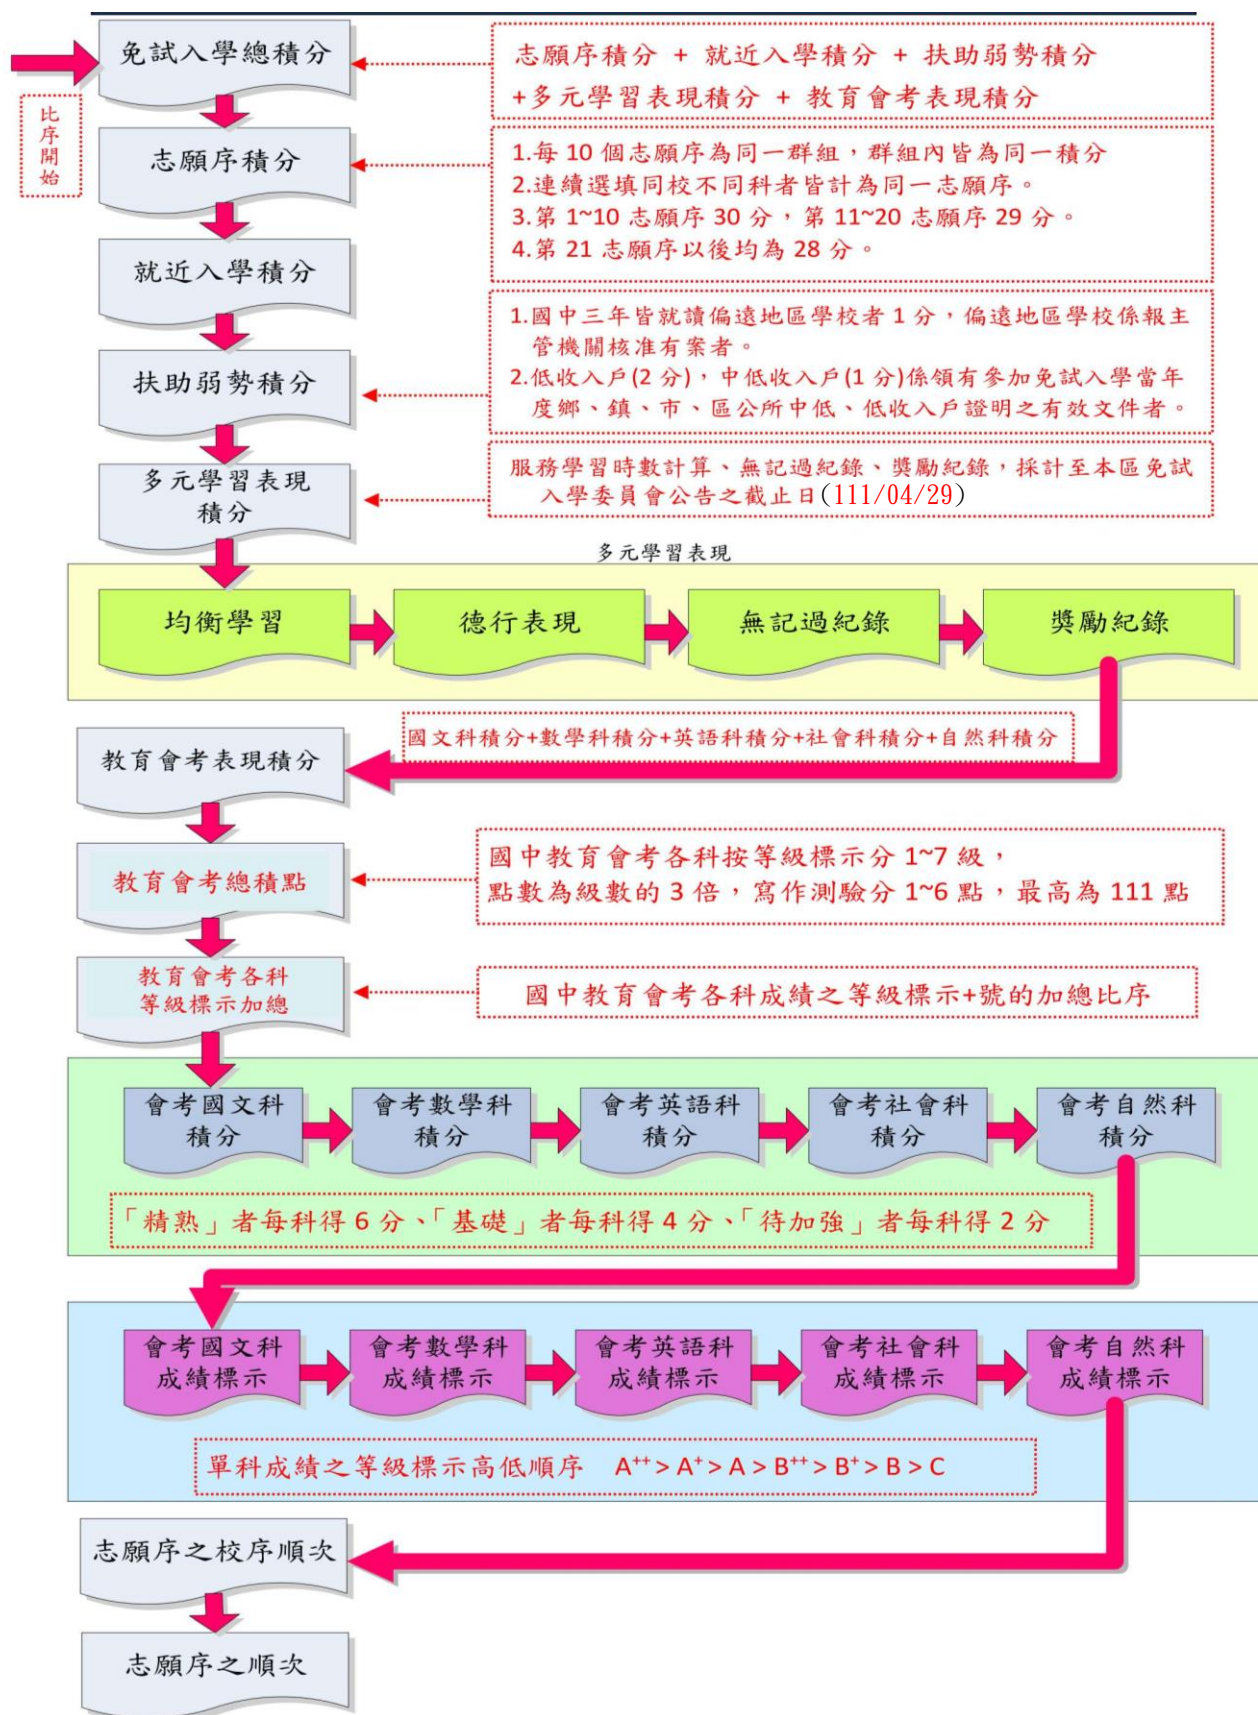 比序開始
免試入學總積分
志願序積分 + 就近入學積分 + 扶助弱勢積分
+多元學習表現積分 + 教育會考表現積分
志願序積分
1.每 10 個志願序為同一群組，群組內皆為同一積分
2.連續選填同校不同科者皆計為同一志願序。
3.第 1~10 志願序 30 分，第 11~20 志願序 29 分。
4.第 21 志願序以後均為 28 分。
就近入學積分
扶助弱勢積分
1.國中三年皆就讀偏遠地區學校者 1 分，偏遠地區學校係報主
管機關核准有案者。
2.低收入戶(2 分)，中低收入戶(1 分)係領有參加免試入學當年
度鄉、鎮、市、區公所中低、低收入戶證明之有效文件者。
多元學習表現
積分
服務學習時數計算、無記過紀錄、獎勵紀錄，採計至本區免試
入學委員會公告之截止日(111/04/29)
多元學習表現
均衡學習
德行表現
無記過紀錄
獎勵紀錄
國文科積分+數學科積分+英語科積分+社會科積分+自然科積分
教育會考表現積分
教育會考總積點
國中教育會考各科按等級標示分 1~7 級，
點數為級數的 3 倍，寫作測驗分 1~6 點，最高為 111 點
教育會考各科
等級標示加總
國中教育會考各科成績之等級標示+號的加總比序
會考國文科
積分
會考數學科
積分
會考英語科
積分
會考社會科
積分
會考自然科
積分
「精熟」者每科得 6 分、「基礎」者每科得 4 分、「待加強」者每科得 2 分
會考國文科
成績標示
會考數學科
成績標示
會考英語科
成績標示
會考社會科
成績標示
會考自然科
成績標示
單科成績之等級標示高低順序 A⁺⁺ > A⁺ > A > B⁺⁺ > B⁺ > B > C
志願序之校序順次
志願序之順次